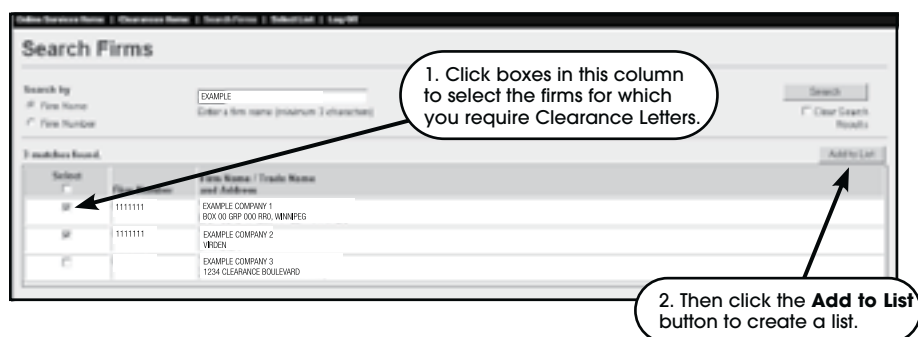 Online Services Home | Clearances Home | Search Firms | Select List | Log Off
Search Firms
Search by
Firm Name
Firm Number
EXAMPLE
Enter a firm name (minimum 3 characters)
1. Click boxes in this column
to select the firms for which
you require Clearance Letters.
Search
Clear Search
Results
3 matches found.
Add to List
Select
Firm Number
Firm Name / Trade Name
and Address
1111111
EXAMPLE COMPANY 1
BOX 00 GRP 000 RR0, WINNIPEG
1111111
EXAMPLE COMPANY 2
VIRDEN
EXAMPLE COMPANY 3
1234 CLEARANCE BOULEVARD
2. Then click the Add to List
button to create a list.